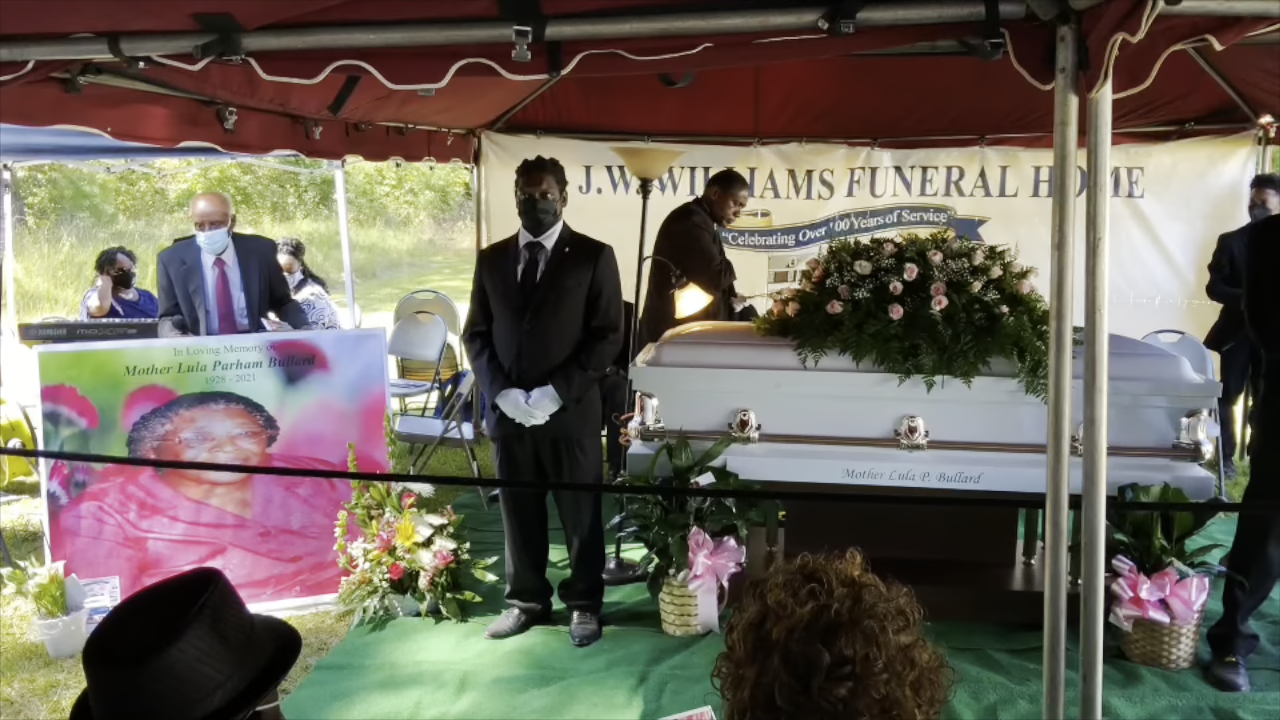 J.W. WILLIAMS FUNERAL HOME
"Celebrating Over 100 Years of Service"
In Loving Memory of
Mother Lula Parham Bullard
1928 - 2021
Mother Lula P. Bullard